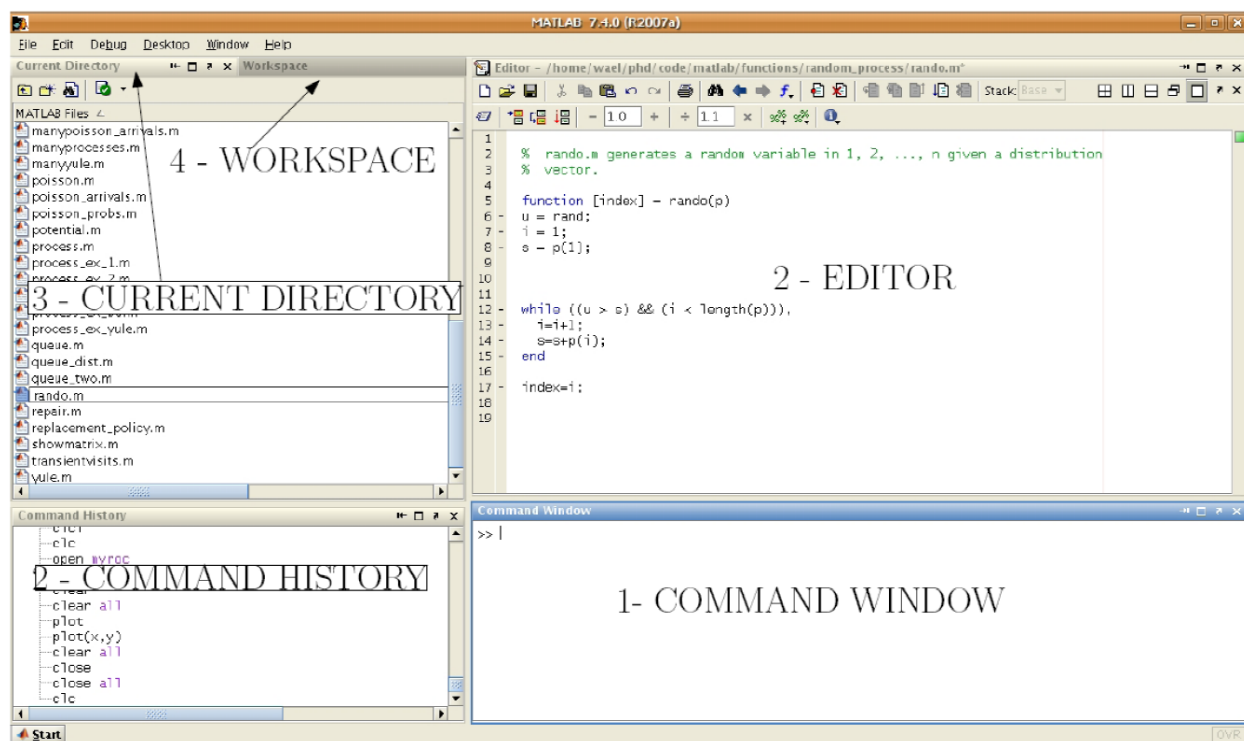 MATLAB 7.4.0 (R2007a)
File Edit Debug Desktop Window Help
Current Directory
Workspace
MATLAB Files
manypoisson_arrivals.m
manyprocesses.m
manyyule.m
poisson.m
poisson_arrivals.m
poisson_probs.m
potential.m
process.m
process_ex_1.m
process_ex_2.m
process_ex_yule.m
queue.m
queue_dist.m
queue_two.m
rando.m
repair.m
replacement_policy.m
showmatrix.m
transientvisits.m
yule.m
4 - WORKSPACE
3 - CURRENT DIRECTORY
Editor - /home/wael/phd/code/matlab/functions/random_process/rando.m*
Stack: Base
- 1.0 + ÷ 1.1 ×
1
2 % rando.m generates a random variable in 1, 2, ..., n given a distribution
3 % vector.
4
5 function [index] = rando(p)
6 - u = rand;
7 - i = 1;
8 - s = p(1);
9
10
11
12 - while ((u > s) && (i < length(p))),
13 - i=i+1;
14 - s=s+p(i);
15 - end
16
17 - index=i;
18
19
2 - EDITOR
Command History
clc
open myroc
2 - COMMAND HISTORY
clear all
plot
plot(x,y)
clear all
close
close all
clc
Command Window
>>
1- COMMAND WINDOW
Start
OVR